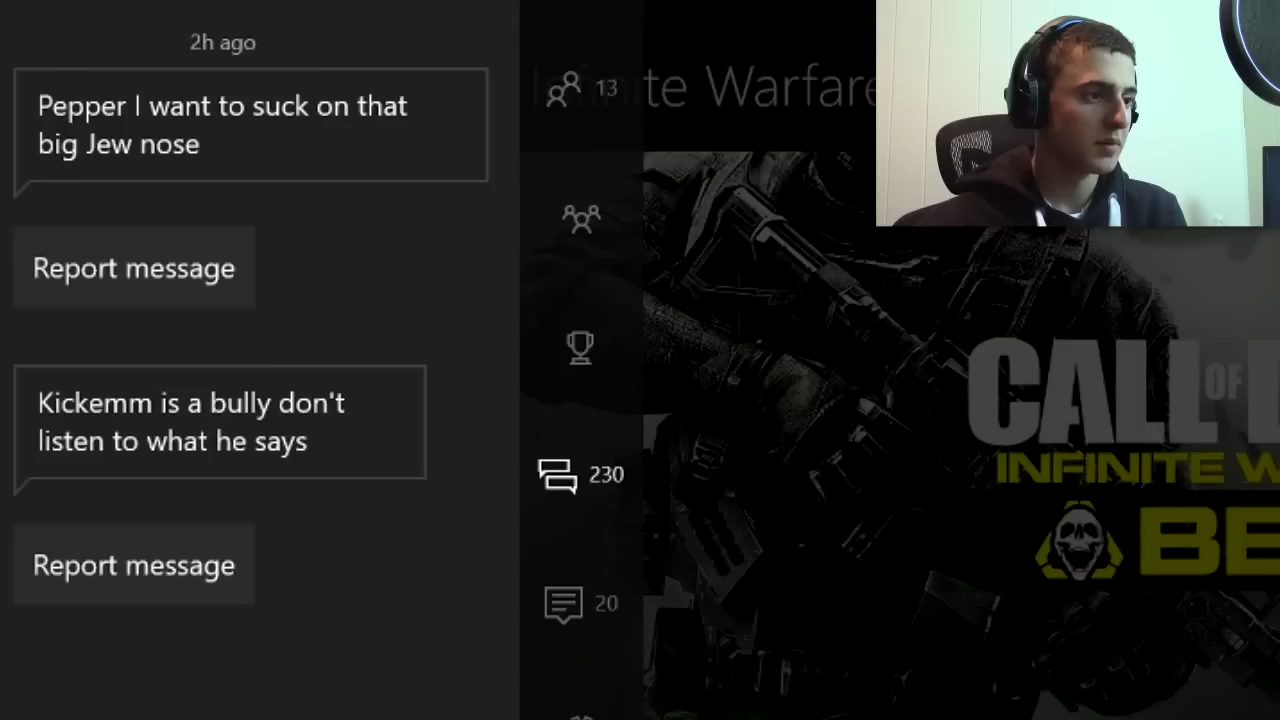 2h ago
Pepper I want to suck on that
big Jew nose
Report message
Kickemm is a bully don't
listen to what he says
Report message
13
230
20
Infinite Warfare
CALL OF
INFINITE W
BE